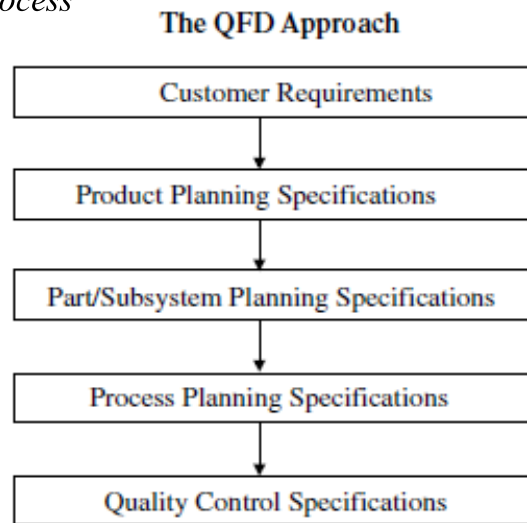 ocess
The QFD Approach
Customer Requirements
Product Planning Specifications
Part/Subsystem Planning Specifications
Process Planning Specifications
Quality Control Specifications